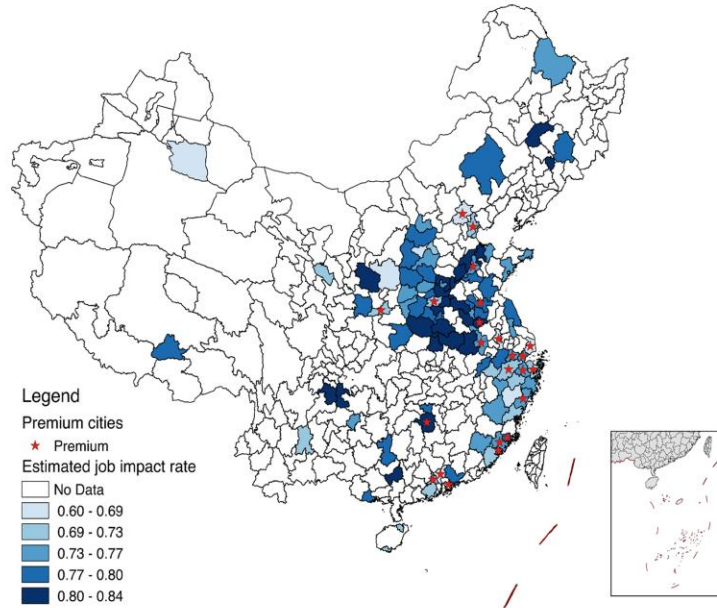 Legend
Premium cities
Premium
Estimated job impact rate
No Data
0.60 - 0.69
0.69 - 0.73
0.73 - 0.77
0.77 - 0.80
0.80 - 0.84